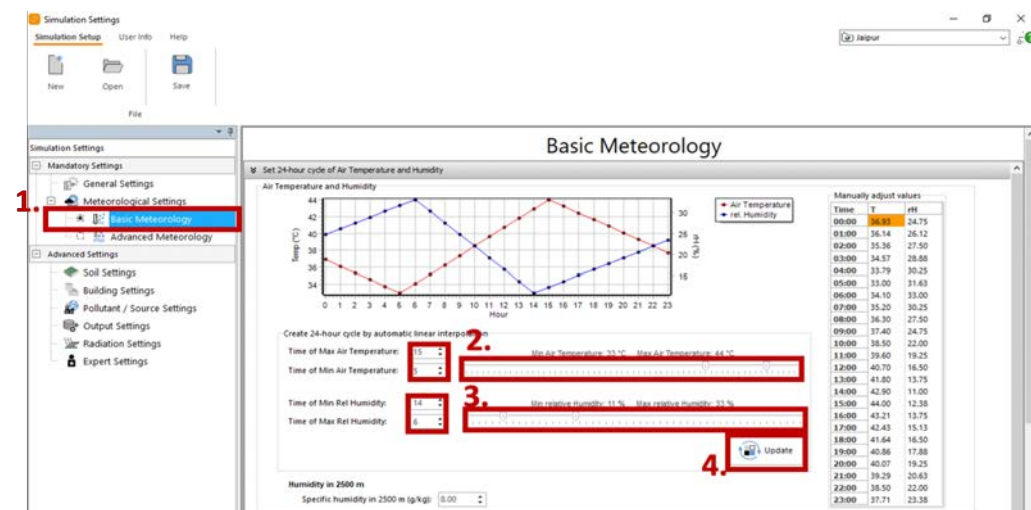 Simulation Settings
Simulation Setup User Info Help
Jaipur
New Open Save
File
Simulation Settings
Mandatory Settings
General Settings
Meteorological Settings
1.
Basic Meteorology
Advanced Meteorology
Advanced Settings
Soil Settings
Building Settings
Pollutant / Source Settings
Output Settings
Radiation Settings
Expert Settings
Basic Meteorology
Set 24-hour cycle of Air Temperature and Humidity
Air Temperature and Humidity
44
42
40
38
36
34
Temp (°C)
30
25
20
15
rH (%)
0 1 2 3 4 5 6 7 8 9 10 11 12 13 14 15 16 17 18 19 20 21 22 23
Hour
Air Temperature
rel. Humidity
Create 24-hour cycle by automatic linear interpolation
2.
Time of Max Air Temperature: 15 Min Air Temperature: 33 °C Max Air Temperature: 44 °C
Time of Min Air Temperature: 5
3.
Time of Min Rel Humidity: 14 Min relative Humidity: 11 % Max relative Humidity: 33 %
Time of Max Rel Humidity: 6
4.
Update
Humidity in 2500 m
Specific humidity in 2500 m (g/kg): 8.00
Manually adjust values
Time T rH
00:00 36.93 24.75
01:00 36.14 26.12
02:00 35.36 27.50
03:00 34.57 28.88
04:00 33.79 30.25
05:00 33.00 31.63
06:00 34.10 33.00
07:00 35.20 30.25
08:00 36.30 27.50
09:00 37.40 24.75
10:00 38.50 22.00
11:00 39.60 19.25
12:00 40.70 16.50
13:00 41.80 13.75
14:00 42.90 11.00
15:00 44.00 12.38
16:00 43.21 13.75
17:00 42.43 15.13
18:00 41.64 16.50
19:00 40.86 17.88
20:00 40.07 19.25
21:00 39.29 20.63
22:00 38.50 22.00
23:00 37.71 23.38